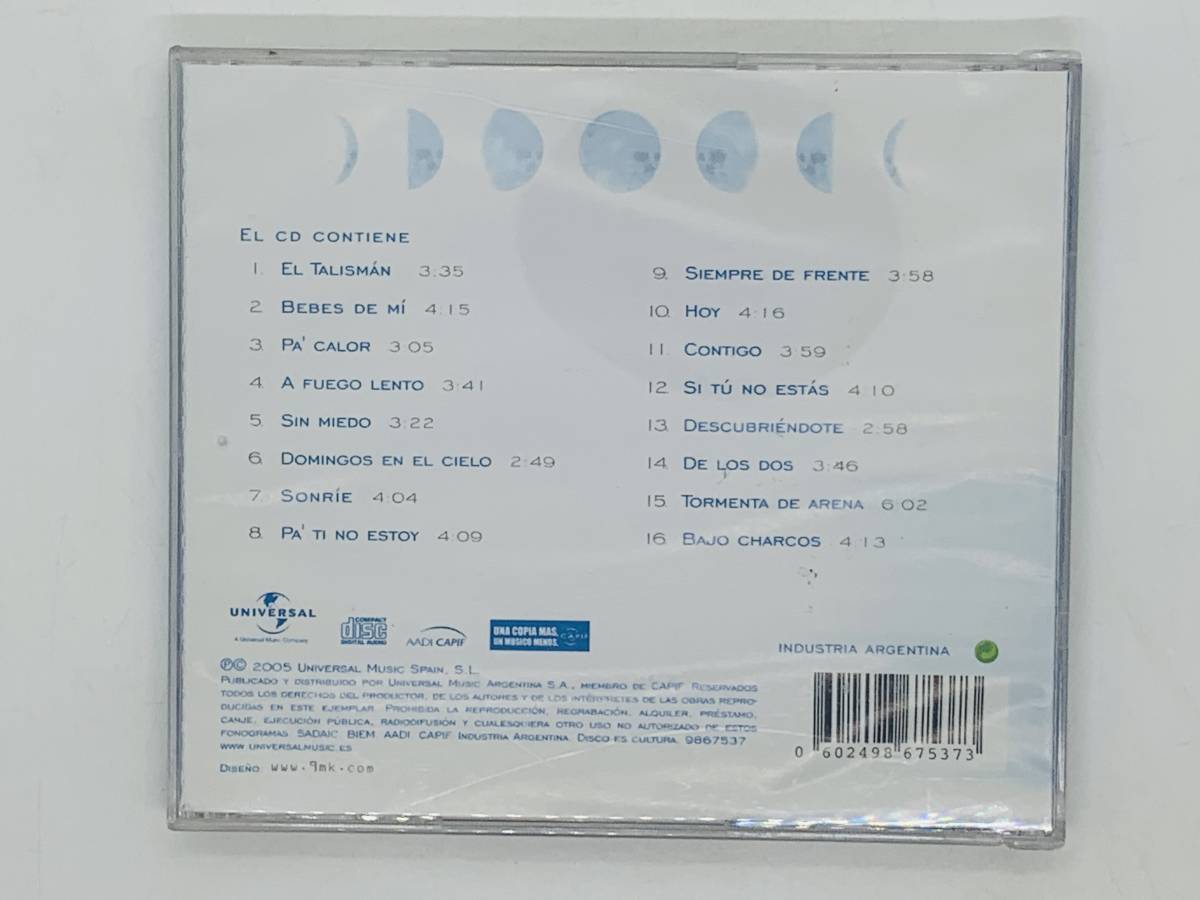 El CD contiene
1. El Talismán 3:35
2. Bebes de mí 4:15
3. Pa' calor 3:05
4. A fuego lento 3:41
5. Sin miedo 3:22
6. Domingos en el cielo 2:49
7. Sonríe 4:04
8. Pa' ti no estoy 4:09
9. Siempre de frente 3:58
10. Hoy 4:16
11. Contigo 3:59
12. Si tú no estás 4:10
13. Descubriéndote 2:58
14. De los dos 3:46
15. Tormenta de arena 6:02
16. Bajo charcos 4:13
UNIVERSAL
A Universal Music Company
COMPACT
disc
DIGITAL AUDIO
AADI CAPIF
UNA COPIA MAS,
UN MUSICO MENOS.
CAPIF
INDUSTRIA ARGENTINA
℗© 2005 Universal Music Spain, S.L.
Publicado y distribuido por Universal Music Argentina S.A., miembro de CAPIF. Reservados
todos los derechos del productor, de los autores y de los intérpretes de las obras repro-
ducidas en este ejemplar. Prohibida la reproducción, regrabación, alquiler, préstamo,
canje, ejecución pública, radiodifusión y cualesquiera otro uso no autorizado de estos
fonogramas. SADAIC BIEM AADI CAPIF Industria Argentina. Disco es cultura. 9867537
www.universalmusic.es
Diseño: www.9mk.com
0 602498 675373